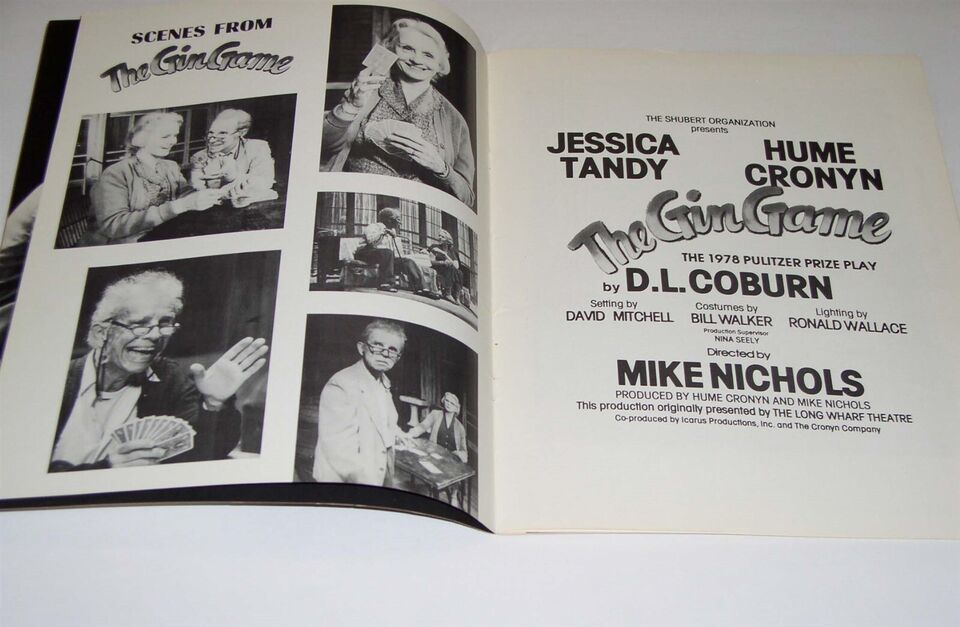 SCENES FROM
The Gin Game
THE SHUBERT ORGANIZATION
presents
JESSICA
TANDY
HUME
CRONYN
The Gin Game
THE 1978 PULITZER PRIZE PLAY
by D.L.COBURN
Setting by
DAVID MITCHELL
Costumes by
BILL WALKER
Production Supervisor
NINA SEELY
Lighting by
RONALD WALLACE
Directed by
MIKE NICHOLS
PRODUCED BY HUME CRONYN AND MIKE NICHOLS
This production originally presented by THE LONG WHARF THEATRE
Co-produced by Icarus Productions, Inc. and The Cronyn Company